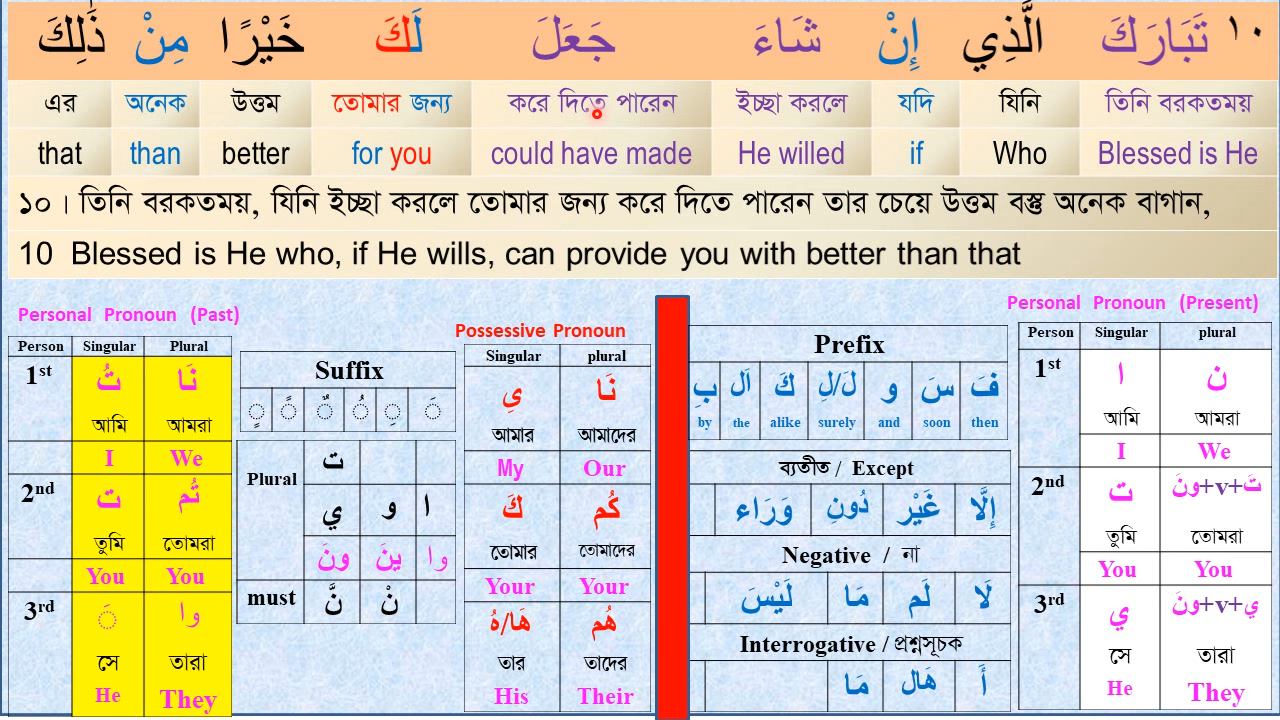 ١٠ تَبَارَكَ الَّذِي إِنْ شَاءَ جَعَلَ لَكَ خَيْرًا مِنْ ذَٰلِكَ
এর অনেক উত্তম তোমার জন্য করে দিতে পারেন ইচ্ছা করলে যদি যিনি তিনি বরকতময়
that than better for you could have made He willed if Who Blessed is He
১০। তিনি বরকতময়, যিনি ইচ্ছা করলে তোমার জন্য করে দিতে পারেন তার চেয়ে উত্তম বস্তু অনেক বাগান,
10 Blessed is He who, if He wills, can provide you with better than that
Personal Pronoun (Past)
Person Singular Plural
1st تُ نَا
আমি আমরা
I We
2nd ت تُم
তুমি তোমরা
You You
3rd َ وا
সে তারা
He They
Suffix
ٍ ً ٌ ُ ِ َ
Plural ت
ي و ا
ونَ ينَ وا
must نَّ نْ
Possessive Pronoun
Singular plural
يِ نَا
আমার আমাদের
My Our
كَ كُم
তোমার তোমাদের
Your Your
هَا/هُ هُم
তার তাদের
His Their
Prefix
بِ اَل كَ لَ/لِ و سَ فَ
by the alike surely and soon then
ব্যতীত / Except
وَرَاء دُونِ غَيْر إِلَّا
Negative / না
لَيْسَ مَا لَم لَا
Interrogative / প্রশ্নসূচক
مَا هَال أَ
Personal Pronoun (Present)
Person Singular plural
1st ا ن
আমি আমরা
I We
2nd ت تَ+v+ونَ
তুমি তোমরা
You You
3rd ي ي+v+ونَ
সে তারা
He They